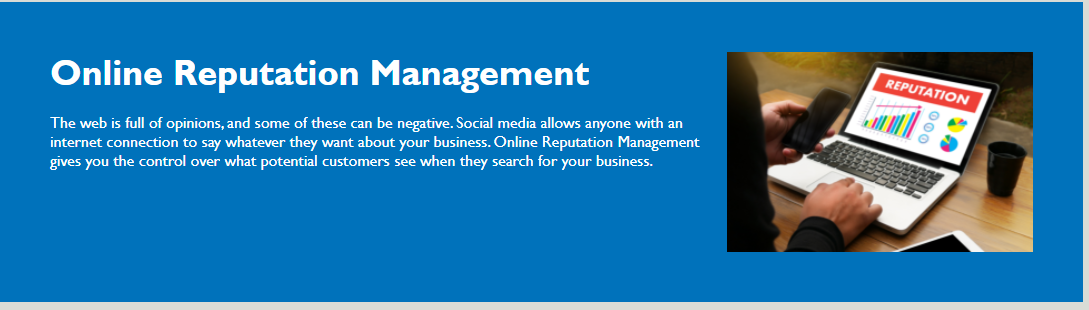 Online Reputation Management
The web is full of opinions, and some of these can be negative. Social media allows anyone with an
internet connection to say whatever they want about your business. Online Reputation Management
gives you the control over what potential customers see when they search for your business.
REPUTATION